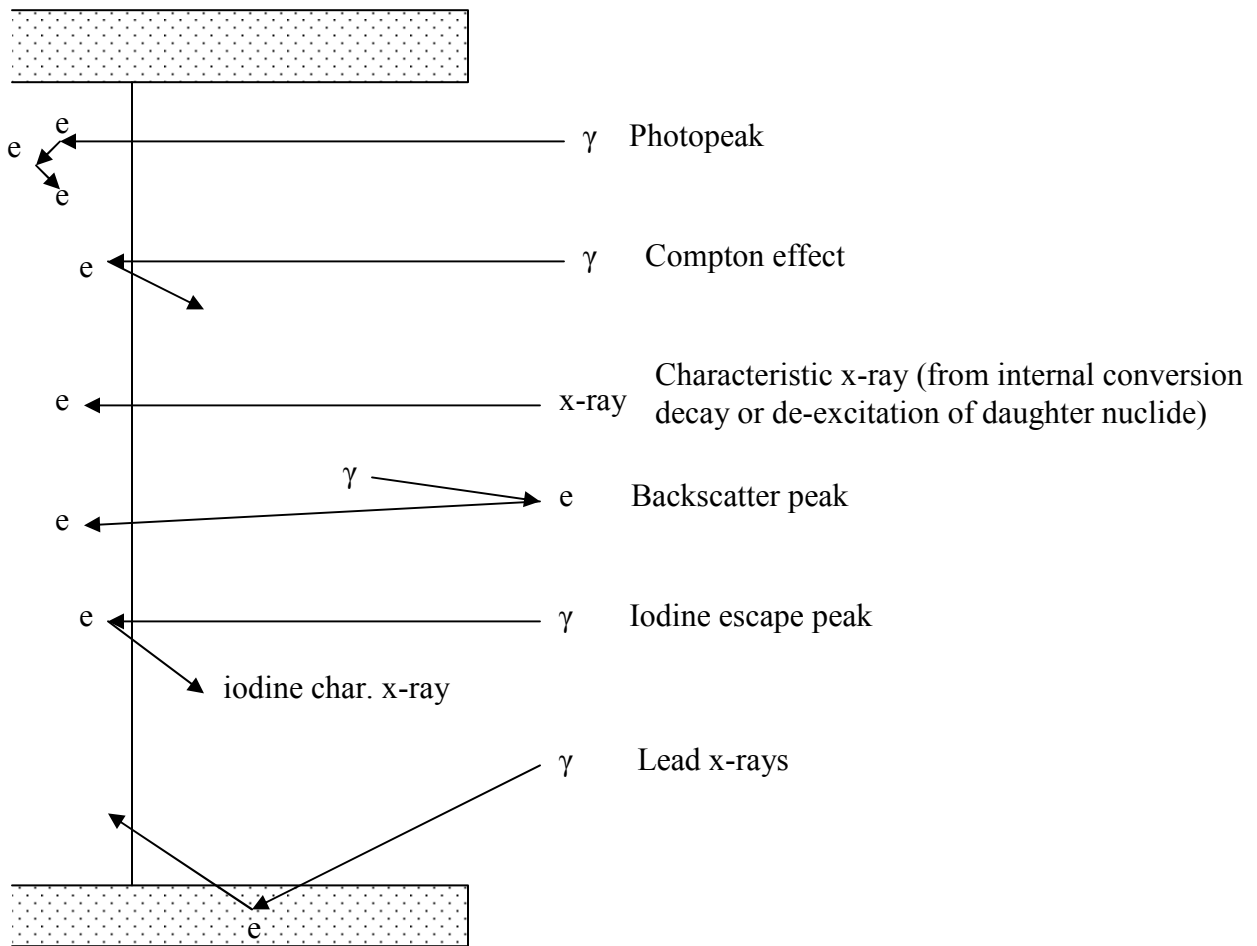 e
e
e
γ Photopeak
e
γ Compton effect
e
x-ray
Characteristic x-ray (from internal conversion
decay or de-excitation of daughter nuclide)
γ
e Backscatter peak
e
e
γ Iodine escape peak
iodine char. x-ray
γ Lead x-rays
e